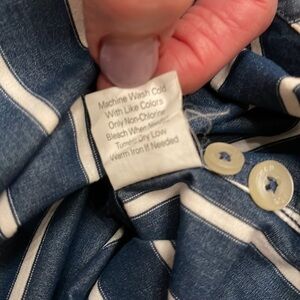 Machine Wash Cold
With Like Colors
Only Non-Chlorine
Bleach When Needed
Tumble Dry Low
Warm Iron If Needed